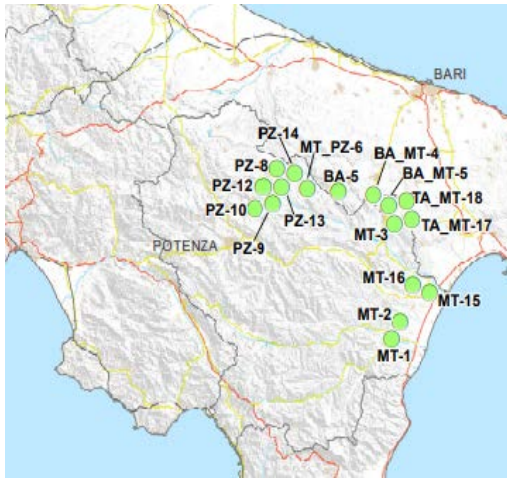 BARI
PZ-14
MT_PZ-6
PZ-8
BA-5
BA_MT-4
BA_MT-5
PZ-12
TA_MT-18
PZ-10
PZ-13
MT-3
TA_MT-17
PZ-9
POTENZA
MT-16
MT-15
MT-2
MT-1